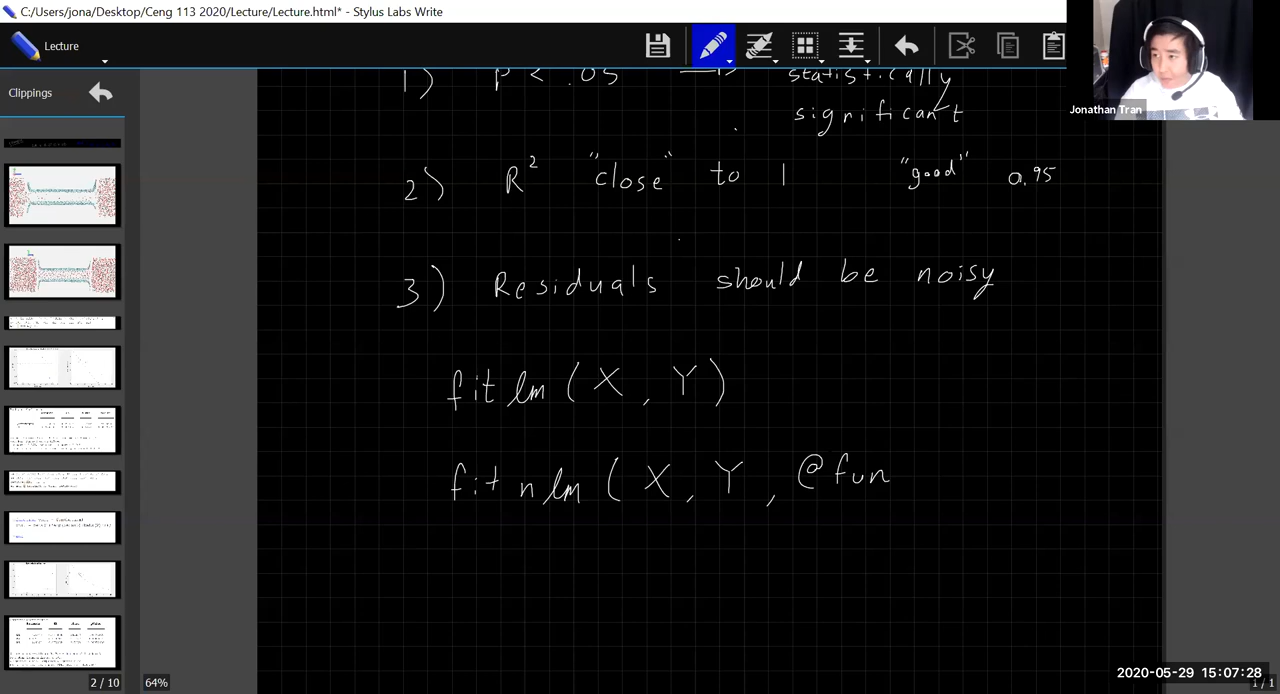 C:/Users/jona/Desktop/Ceng 113 2020/Lecture/Lecture.html* - Stylus Labs Write
Lecture
Clippings
Jonathan Tran
1) P < .05 => statistically
significant
2) R² "close" to 1 "good" 0.95
3) Residuals should be noisy
fitlm (X, Y)
fitnlm (X, Y, @fun
2 / 10
64%
2020-05-29 15:07:28
1 / 1